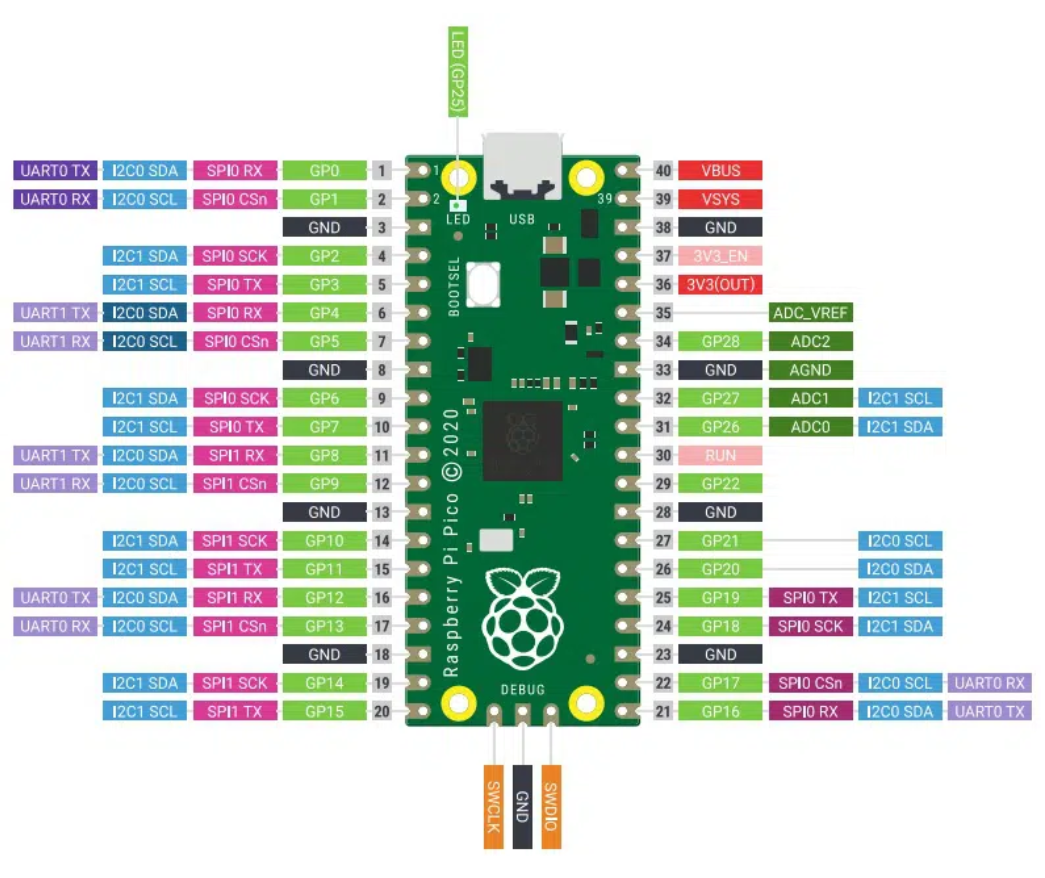 LED (GP25)
UART0 TX I2C0 SDA SPI0 RX GP0 1 1 40 VBUS
UART0 RX I2C0 SCL SPI0 CSn GP1 2 2 39 39 VSYS
GND 3 LED USB 38 GND
I2C1 SDA SPI0 SCK GP2 4 37 3V3_EN
I2C1 SCL SPI0 TX GP3 5 BOOTSEL 36 3V3(OUT)
UART1 TX I2C0 SDA SPI0 RX GP4 6 35 ADC_VREF
UART1 RX I2C0 SCL SPI0 CSn GP5 7 34 GP28 ADC2
GND 8 33 GND AGND
I2C1 SDA SPI0 SCK GP6 9 32 GP27 ADC1 I2C1 SCL
I2C1 SCL SPI0 TX GP7 10 31 GP26 ADC0 I2C1 SDA
UART1 TX I2C0 SDA SPI1 RX GP8 11 30 RUN
UART1 RX I2C0 SCL SPI1 CSn GP9 12 29 GP22
GND 13 28 GND
I2C1 SDA SPI1 SCK GP10 14 27 GP21 I2C0 SCL
I2C1 SCL SPI1 TX GP11 15 26 GP20 I2C0 SDA
UART0 TX I2C0 SDA SPI1 RX GP12 16 25 GP19 SPI0 TX I2C1 SCL
UART0 RX I2C0 SCL SPI1 CSn GP13 17 24 GP18 SPI0 SCK I2C1 SDA
GND 18 23 GND
I2C1 SDA SPI1 SCK GP14 19 22 GP17 SPI0 CSn I2C0 SCL UART0 RX
I2C1 SCL SPI1 TX GP15 20 21 GP16 SPI0 RX I2C0 SDA UART0 TX
Raspberry Pi Pico © 2020
DEBUG
SWCLK GND SWDIO